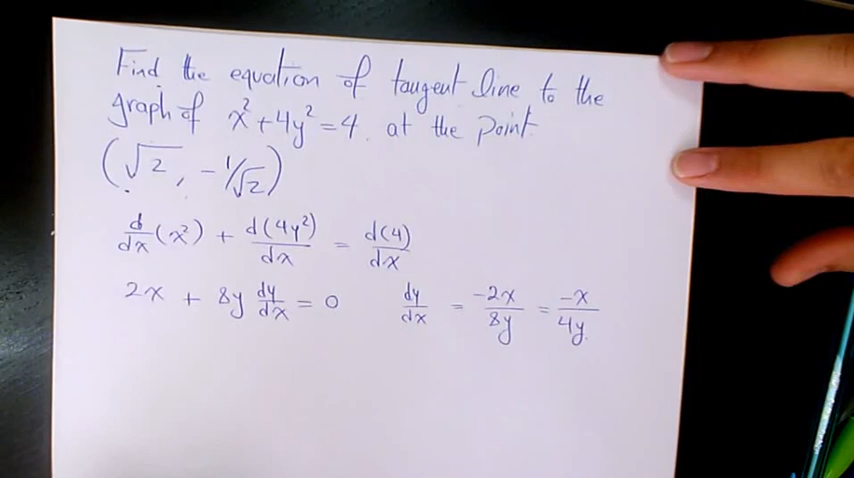 Find the equation of tangent line to the
graph of x²+4y²=4. at the point.
(√2, -1/√2)
d/dx(x²) + d(4y²)/dx = d(4)/dx
2x + 8y dy/dx = 0 dy/dx = -2x/8y = -x/4y